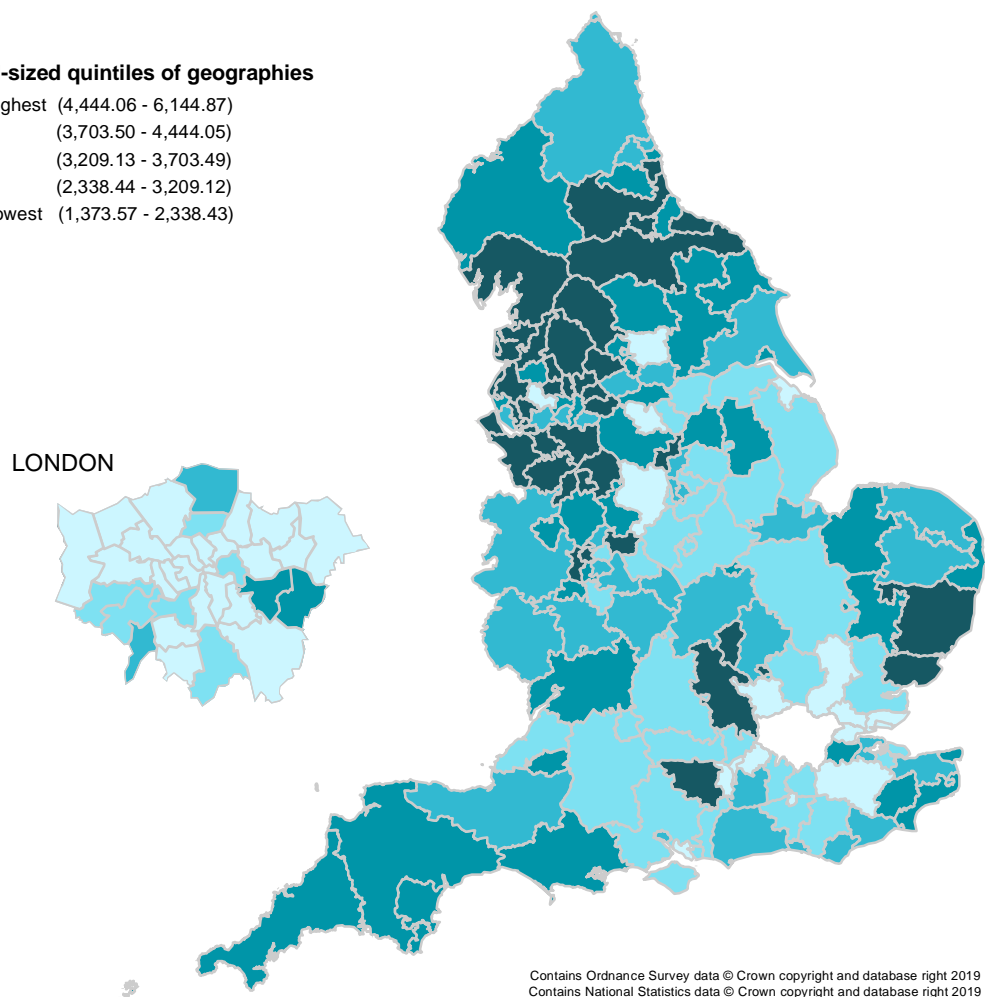 -sized quintiles of geographies
ghest (4,444.06 - 6,144.87)
(3,703.50 - 4,444.05)
(3,209.13 - 3,703.49)
(2,338.44 - 3,209.12)
owest (1,373.57 - 2,338.43)
LONDON
Contains Ordnance Survey data © Crown copyright and database right 2019
Contains National Statistics data © Crown copyright and database right 2019